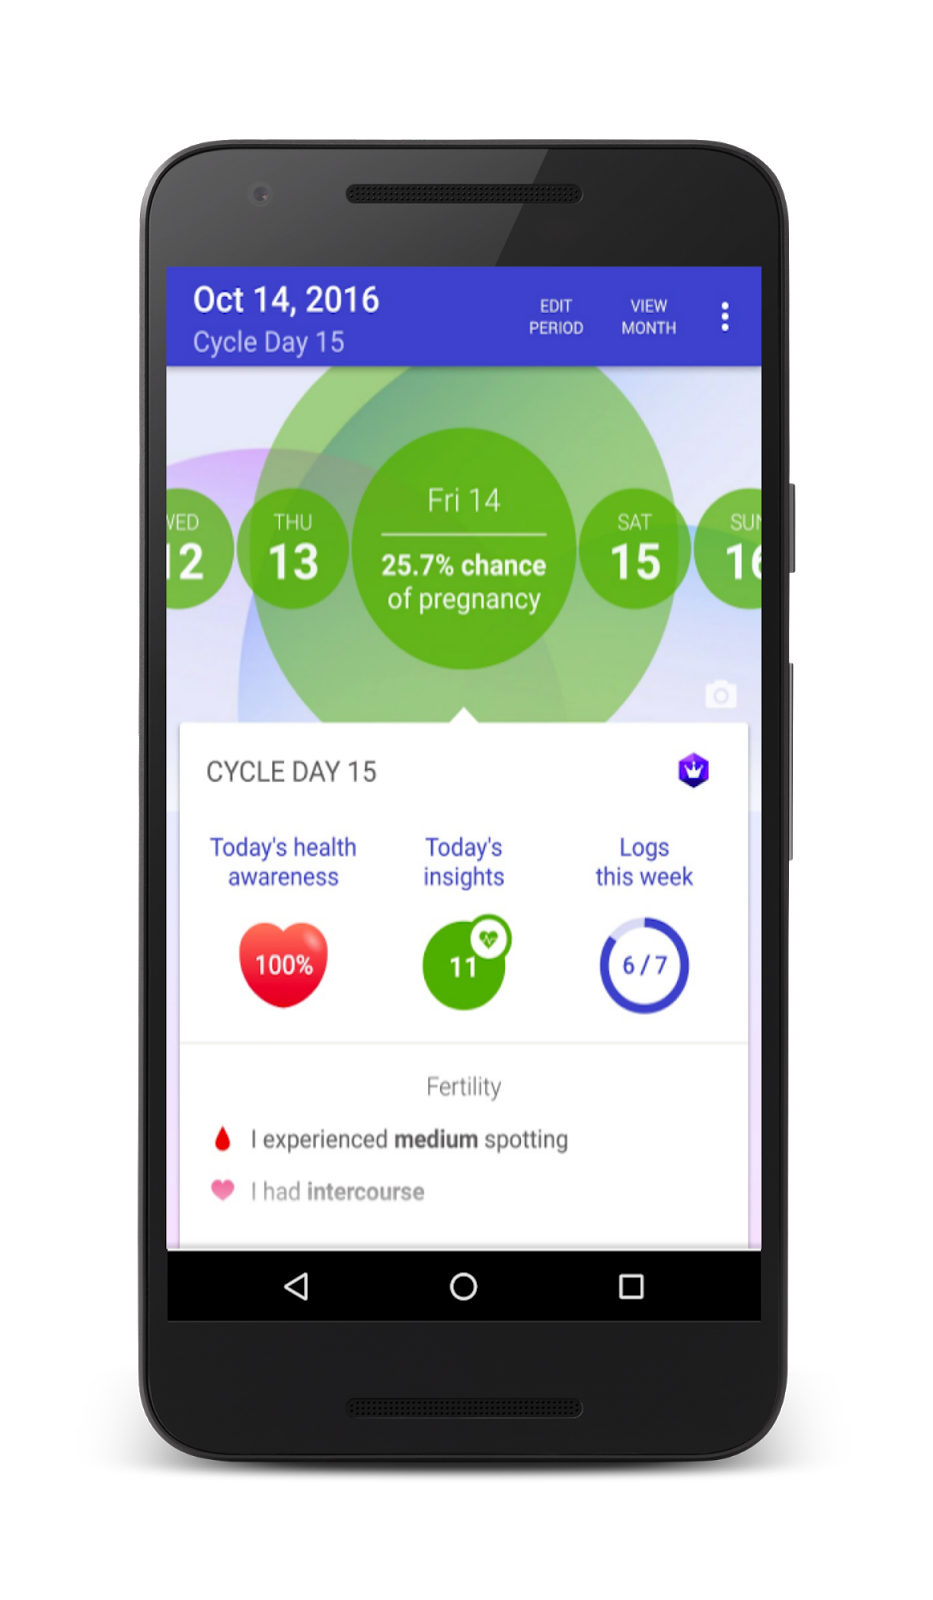 Oct 14, 2016
Cycle Day 15
EDIT
PERIOD
VIEW
MONTH
WED
12
THU
13
Fri 14
25.7% chance
of pregnancy
SAT
15
SUN
16
CYCLE DAY 15
Today's health
awareness
Today's
insights
Logs
this week
100%
11
6 / 7
Fertility
I experienced medium spotting
I had intercourse